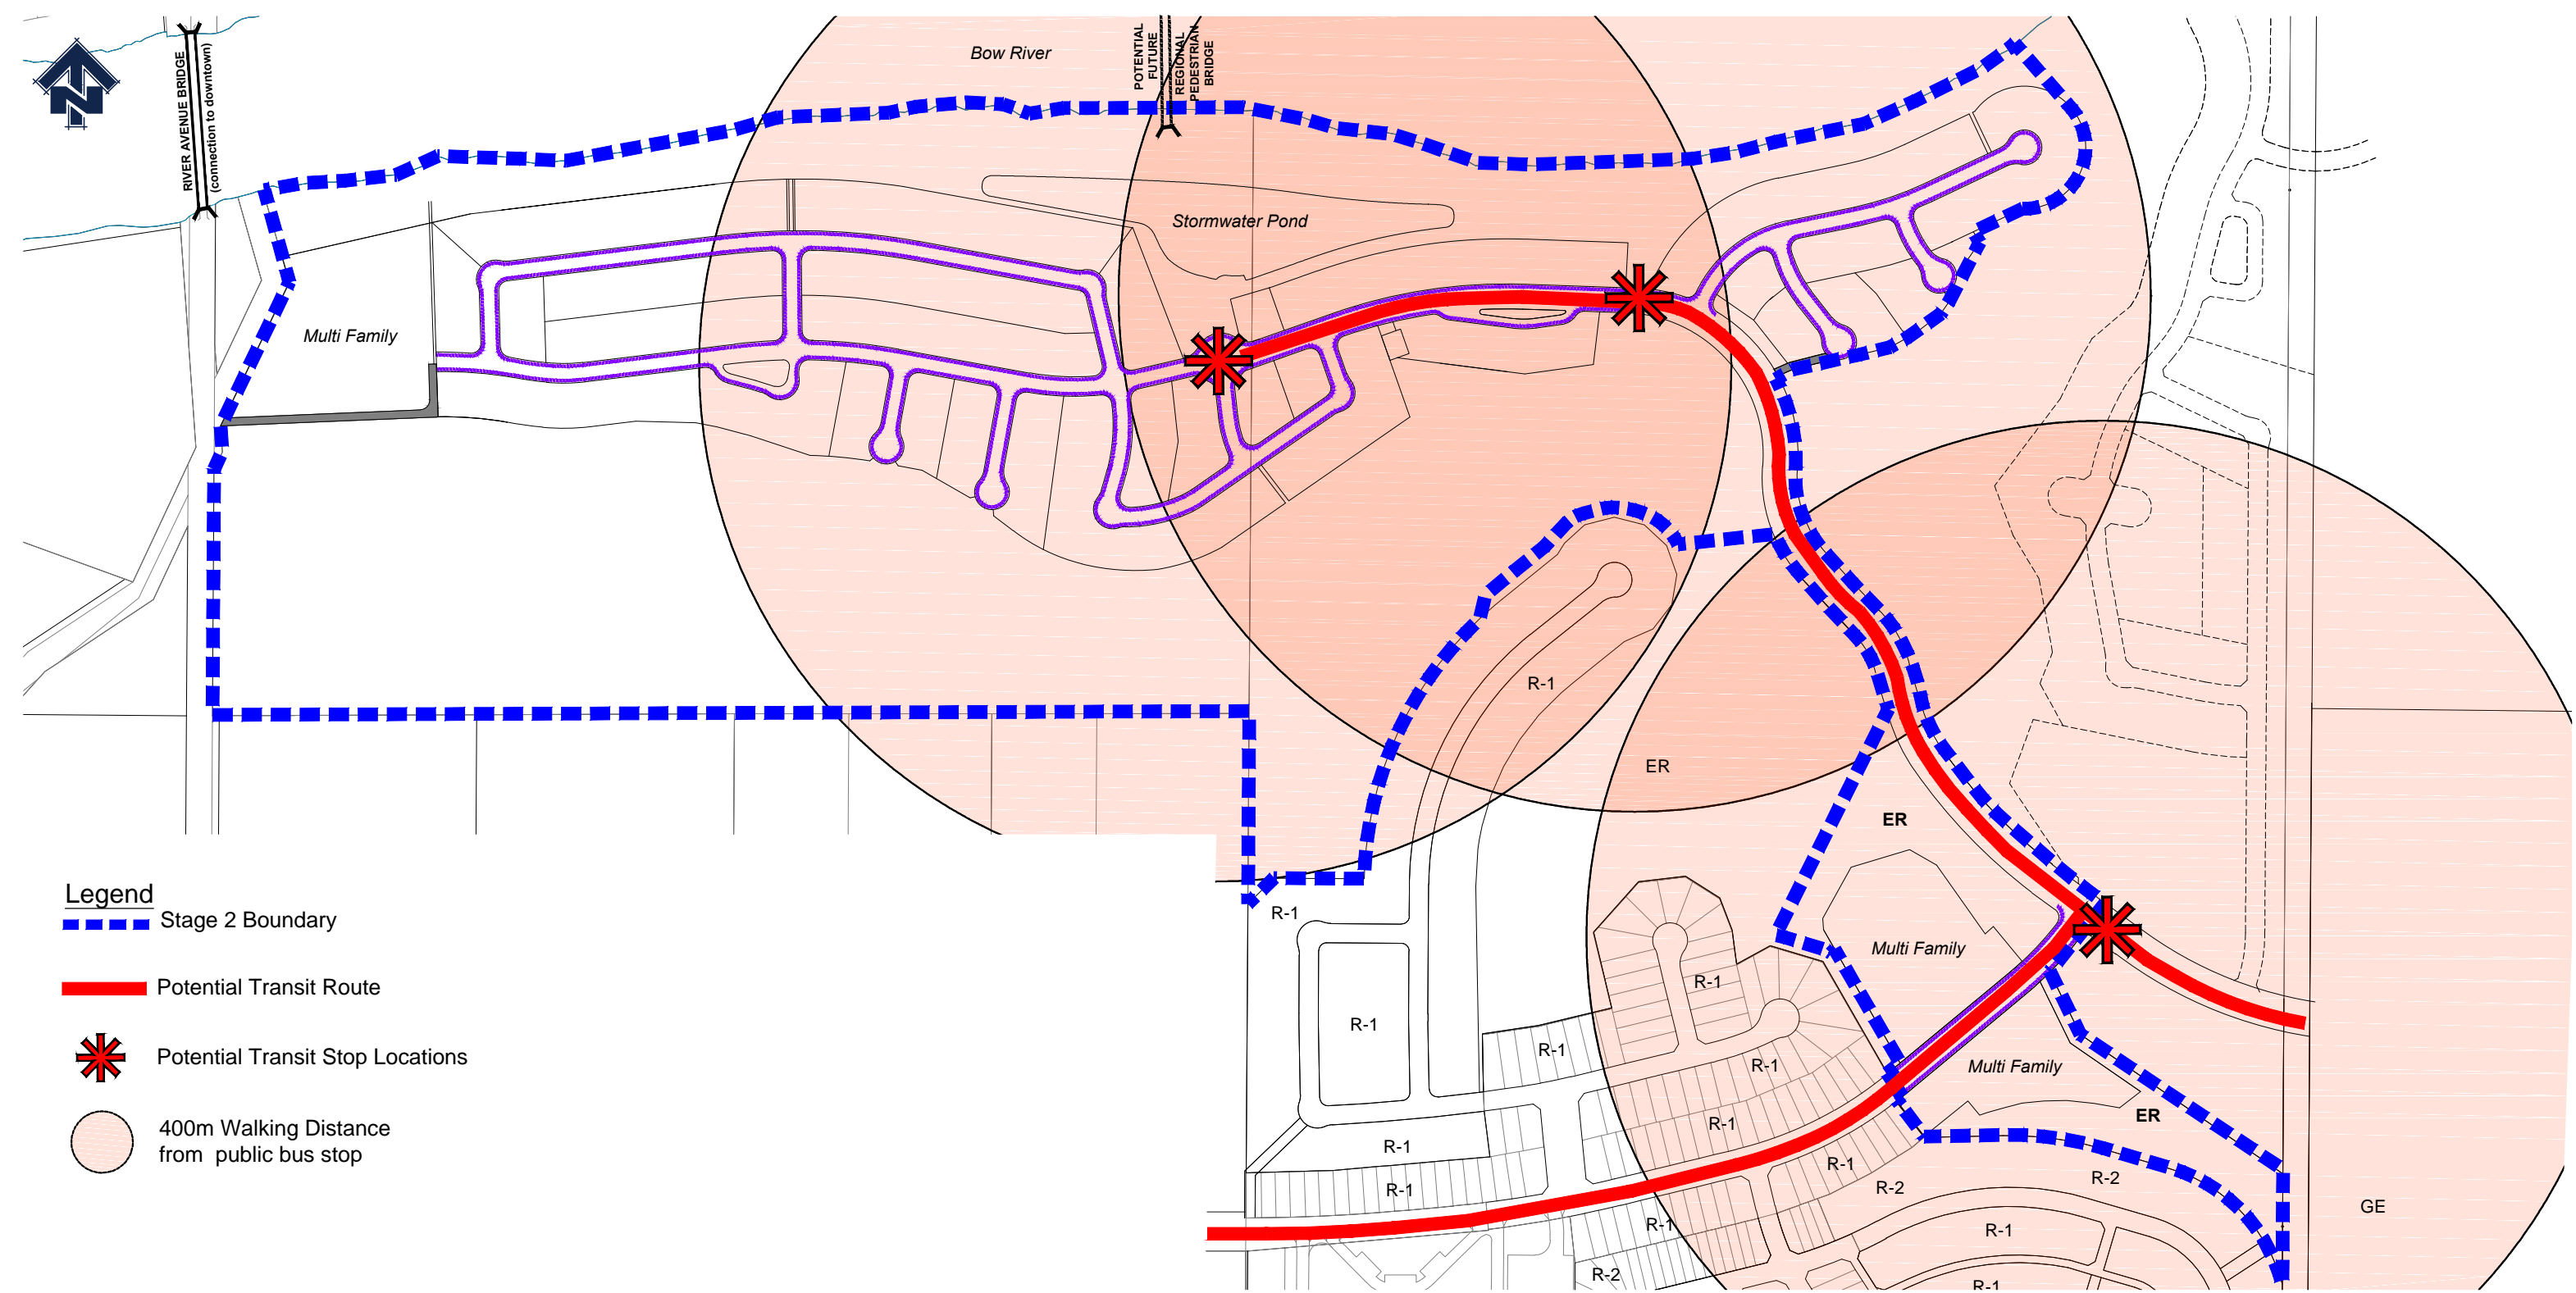 RIVER AVENUE BRIDGE
(connection to downtown)
Bow River
POTENTIAL
FUTURE
REGIONAL
PEDESTRIAN
BRIDGE
N
Stormwater Pond
Multi Family
R-1
ER
ER
R-1
Multi Family
R-1
R-1
R-1
R-1
Multi Family
ER
R-1
R-1
R-1
R-1
R-2
R-2
GE
R-1
R-1
R-2
R-1
Legend
Stage 2 Boundary
Potential Transit Route
Potential Transit Stop Locations
400m Walking Distance
from public bus stop